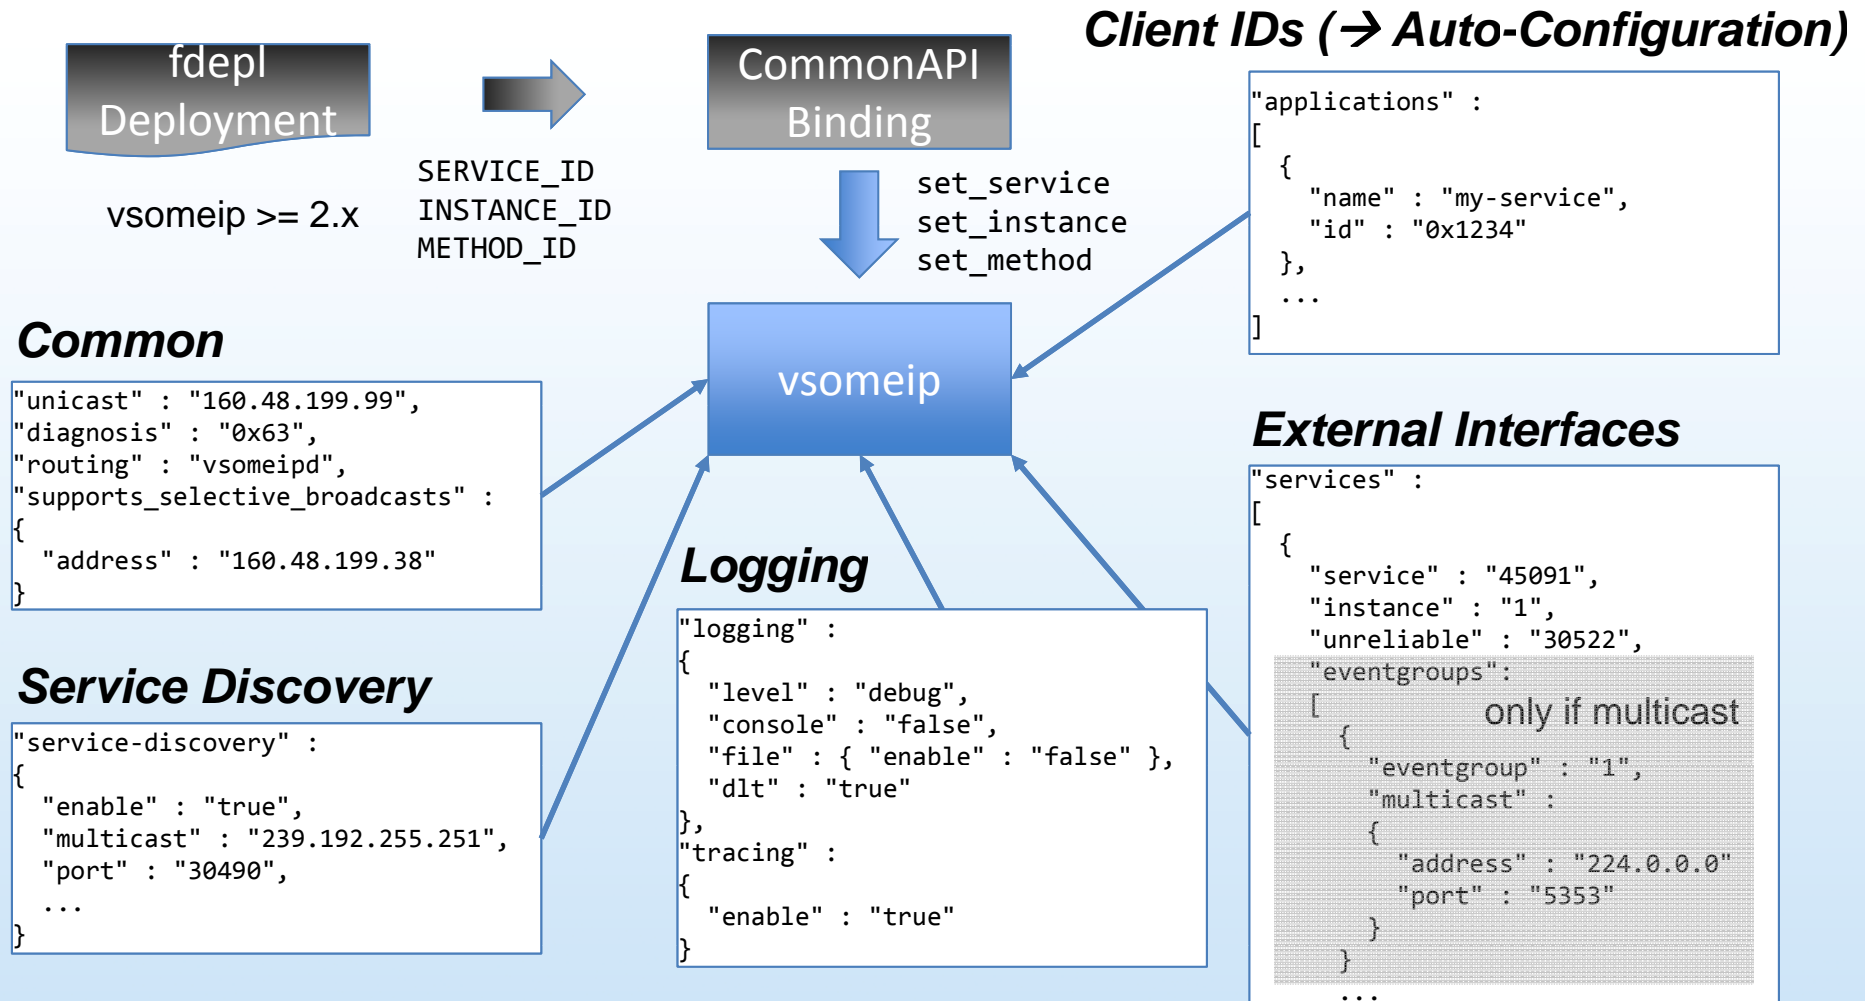 fdepl
Deployment
vsomeip >= 2.x
SERVICE_ID
INSTANCE_ID
METHOD_ID
CommonAPI
Binding
set_service
set_instance
set_method
vsomeip
Client IDs (→ Auto-Configuration)
"applications" :
[
  {
    "name" : "my-service",
    "id" : "0x1234"
  },
  ...
]
Common
"unicast" : "160.48.199.99",
"diagnosis" : "0x63",
"routing" : "vsomeipd",
"supports_selective_broadcasts" :
{
  "address" : "160.48.199.38"
}
Service Discovery
"service-discovery" :
{
  "enable" : "true",
  "multicast" : "239.192.255.251",
  "port" : "30490",
  ...
}
Logging
"logging" :
{
  "level" : "debug",
  "console" : "false",
  "file" : { "enable" : "false" },
  "dlt" : "true"
},
"tracing" :
{
  "enable" : "true"
}
External Interfaces
"services" :
[
  {
    "service" : "45091",
    "instance" : "1",
    "unreliable" : "30522",
    "eventgroups":
    [
only if multicast
      {
        "eventgroup" : "1",
        "multicast" :
        {
          "address" : "224.0.0.0"
          "port" : "5353"
        }
      }
      ...